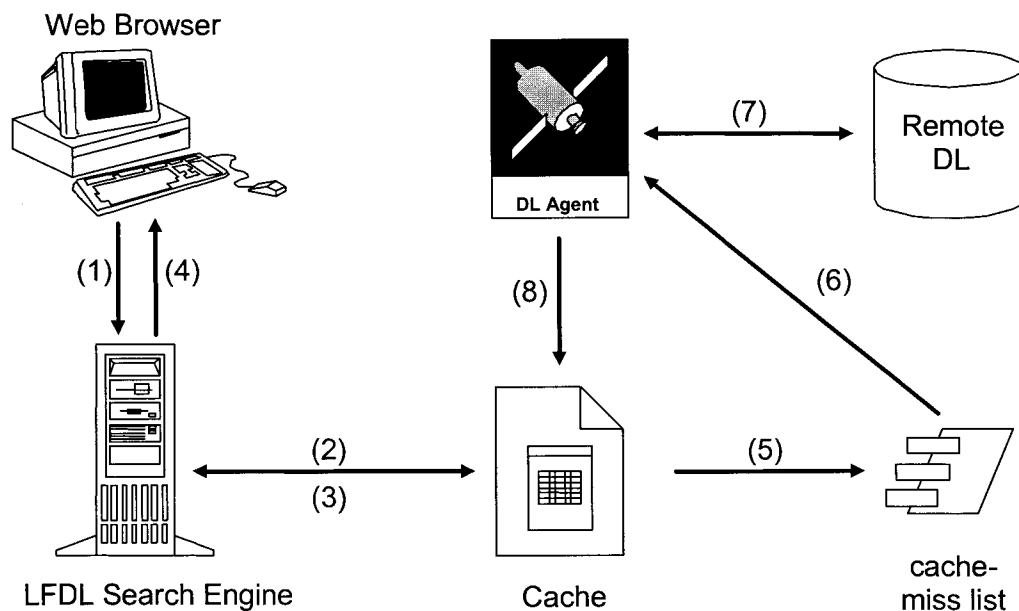 Web Browser
DL Agent
Remote
DL
(7)
(1)
(4)
(8)
(6)
(2)
(3)
(5)
LFDL Search Engine
Cache
cache-
miss list